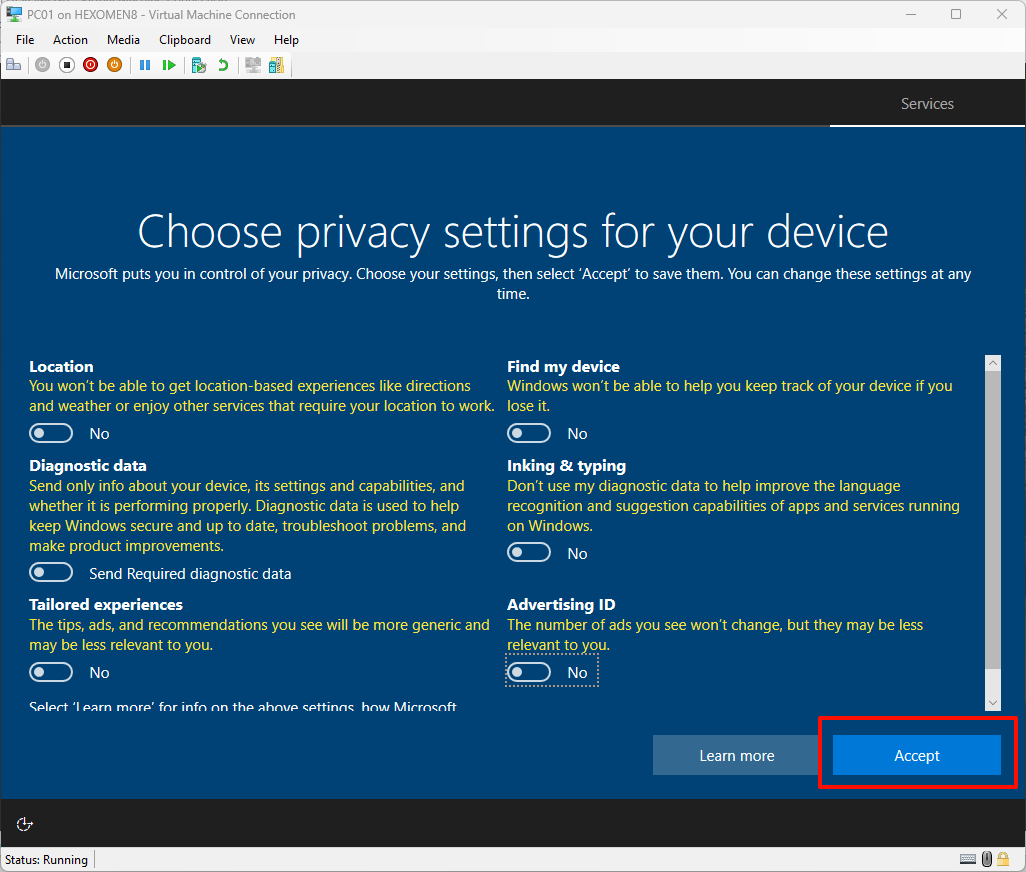 PC01 on HEXOMEN8 - Virtual Machine Connection
File Action Media Clipboard View Help
Services
Choose privacy settings for your device
Microsoft puts you in control of your privacy. Choose your settings, then select ‘Accept’ to save them. You can change these settings at any
time.
Location
You won’t be able to get location-based experiences like directions
and weather or enjoy other services that require your location to work.
No
Find my device
Windows won’t be able to help you keep track of your device if you
lose it.
No
Diagnostic data
Send only info about your device, its settings and capabilities, and
whether it is performing properly. Diagnostic data is used to help
keep Windows secure and up to date, troubleshoot problems, and
make product improvements.
Send Required diagnostic data
Inking & typing
Don’t use my diagnostic data to help improve the language
recognition and suggestion capabilities of apps and services running
on Windows.
No
Tailored experiences
The tips, ads, and recommendations you see will be more generic and
may be less relevant to you.
No
Advertising ID
The number of ads you see won’t change, but they may be less
relevant to you.
No
Select ‘Learn more’ for info on the above settings, how Microsoft
Learn more
Accept
Status: Running